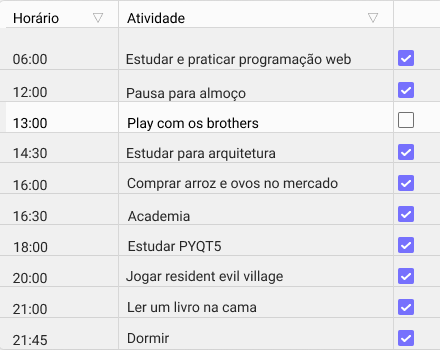 Horário Atividade
06:00 Estudar e praticar programação web
12:00 Pausa para almoço
13:00 Play com os brothers
14:30 Estudar para arquitetura
16:00 Comprar arroz e ovos no mercado
16:30 Academia
18:00 Estudar PYQT5
20:00 Jogar resident evil village
21:00 Ler um livro na cama
21:45 Dormir